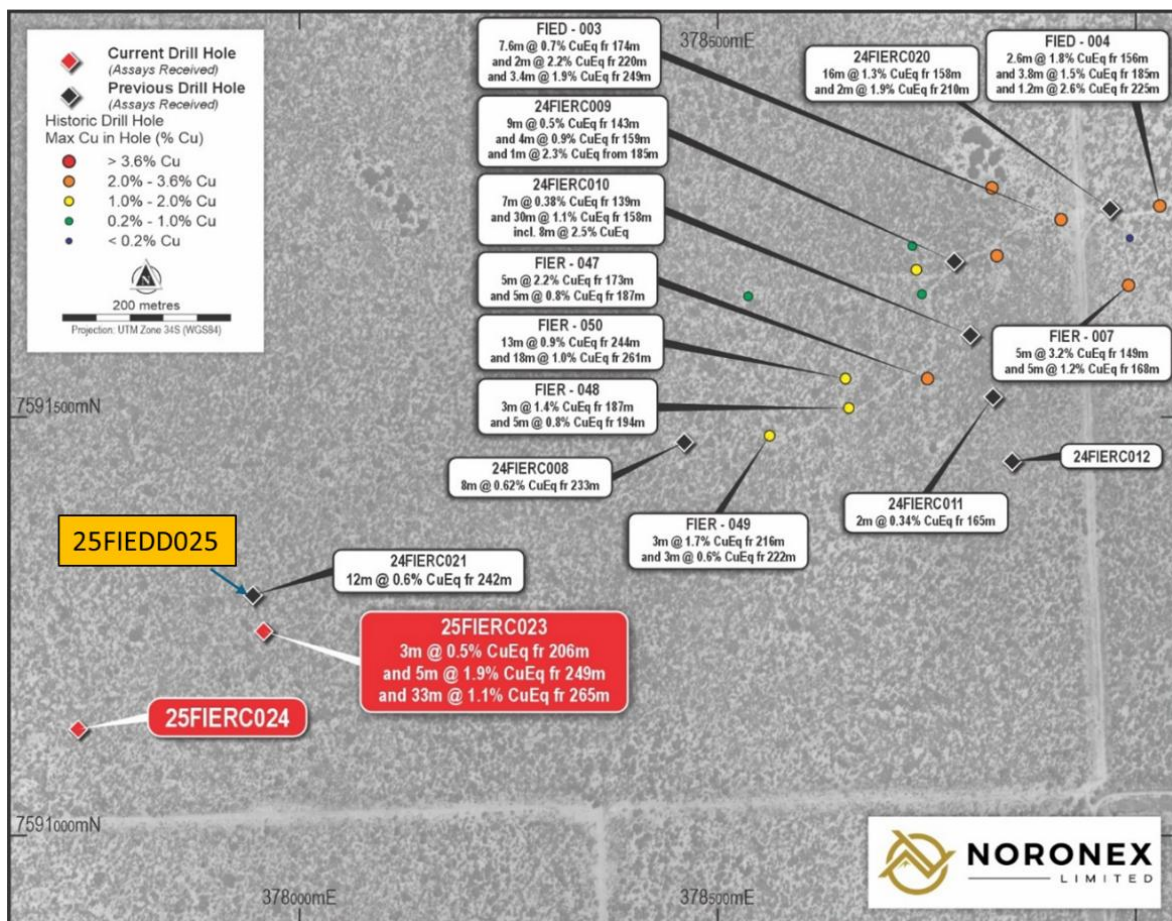 Current Drill Hole
(Assays Received)
Previous Drill Hole
(Assays Received)
Historic Drill Hole
Max Cu in Hole (% Cu)
> 3.6% Cu
2.0% - 3.6% Cu
1.0% - 2.0% Cu
0.2% - 1.0% Cu
< 0.2% Cu
N
200 metres
Projection: UTM Zone 34S (WGS84)
FIED - 003
7.6m @ 0.7% CuEq fr 174m
and 2m @ 2.2% CuEq fr 220m
and 3.4m @ 1.9% CuEq fr 249m
378500mE
24FIERC020
16m @ 1.3% CuEq fr 158m
and 2m @ 1.9% CuEq fr 210m
FIED - 004
2.6m @ 1.8% CuEq fr 156m
and 3.8m @ 1.5% CuEq fr 185m
and 1.2m @ 2.6% CuEq fr 225m
24FIERC009
9m @ 0.5% CuEq fr 143m
and 4m @ 0.9% CuEq fr 159m
and 1m @ 2.3% CuEq from 185m
24FIERC010
7m @ 0.38% CuEq fr 139m
and 30m @ 1.1% CuEq fr 158m
incl. 8m @ 2.5% CuEq
FIER - 047
5m @ 2.2% CuEq fr 173m
and 5m @ 0.8% CuEq fr 187m
FIER - 050
13m @ 0.9% CuEq fr 244m
and 18m @ 1.0% CuEq fr 261m
FIER - 007
5m @ 3.2% CuEq fr 149m
and 5m @ 1.2% CuEq fr 168m
FIER - 048
3m @ 1.4% CuEq fr 187m
and 5m @ 0.8% CuEq fr 194m
7591500mN
24FIERC008
8m @ 0.62% CuEq fr 233m
24FIERC012
24FIERC011
2m @ 0.34% CuEq fr 165m
FIER - 049
3m @ 1.7% CuEq fr 216m
and 3m @ 0.6% CuEq fr 222m
25FIEDD025
24FIERC021
12m @ 0.6% CuEq fr 242m
25FIERC023
3m @ 0.5% CuEq fr 206m
and 5m @ 1.9% CuEq fr 249m
and 33m @ 1.1% CuEq fr 265m
25FIERC024
7591000mN
378000mE
378500mE
NORONEX
LIMITED